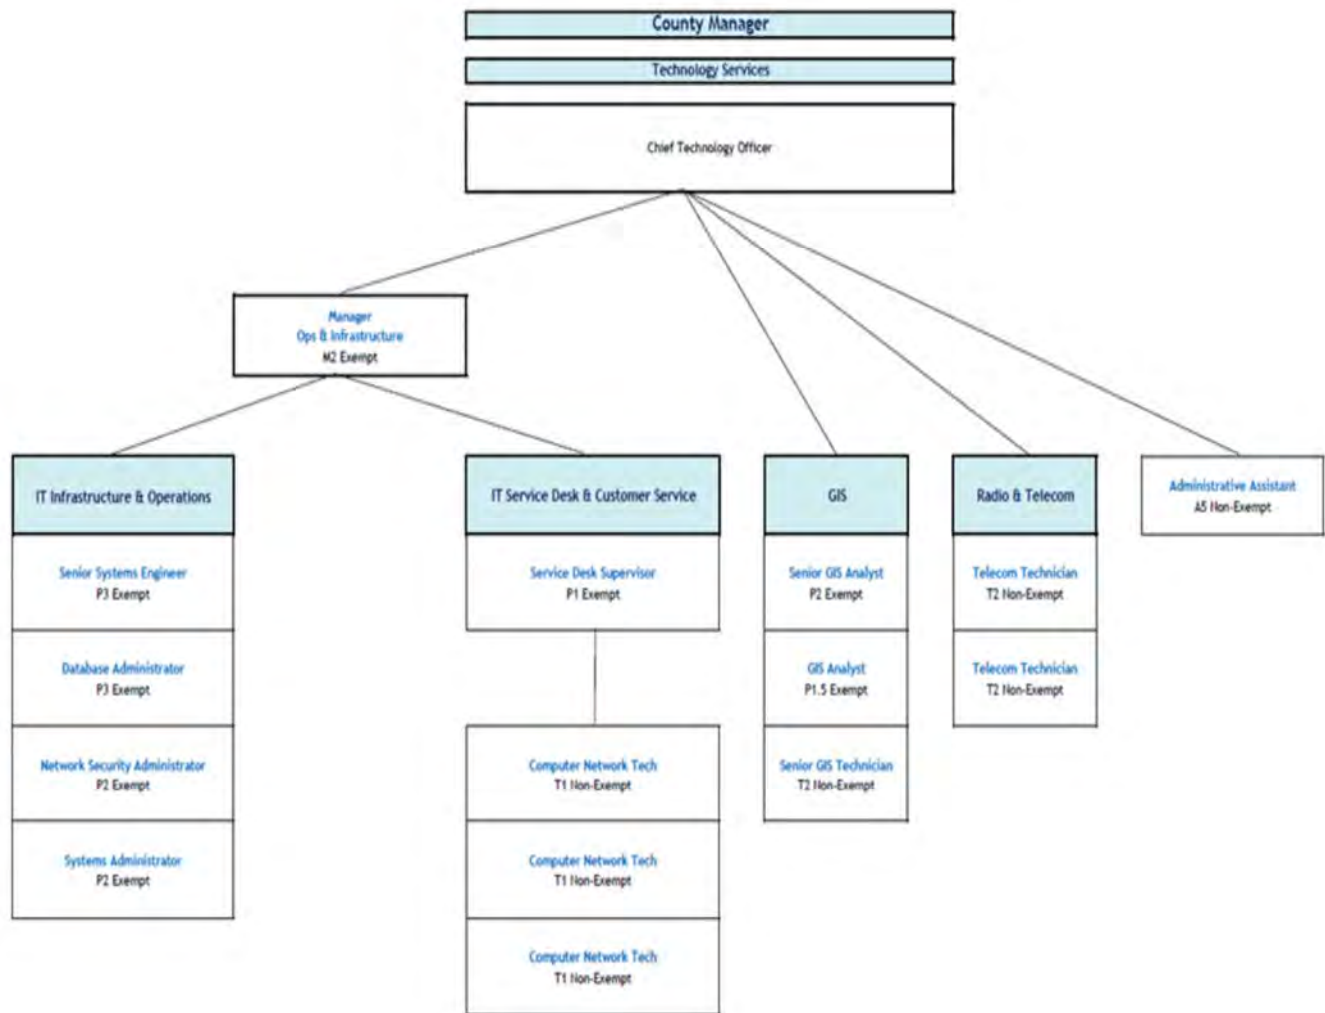 County Manager
Technology Services
Chief Technology Officer
Manager
Ops & Infrastructure
M2 Exempt
IT Infrastructure & Operations
Senior Systems Engineer
P3 Exempt
Database Administrator
P3 Exempt
Network Security Administrator
P2 Exempt
Systems Administrator
P2 Exempt
IT Service Desk & Customer Service
Service Desk Supervisor
P1 Exempt
Computer Network Tech
T1 Non-Exempt
Computer Network Tech
T1 Non-Exempt
Computer Network Tech
T1 Non-Exempt
GIS
Senior GIS Analyst
P2 Exempt
GIS Analyst
P1.5 Exempt
Senior GIS Technician
T2 Non-Exempt
Radio & Telecom
Telecom Technician
T2 Non-Exempt
Telecom Technician
T2 Non-Exempt
Administrative Assistant
A5 Non-Exempt